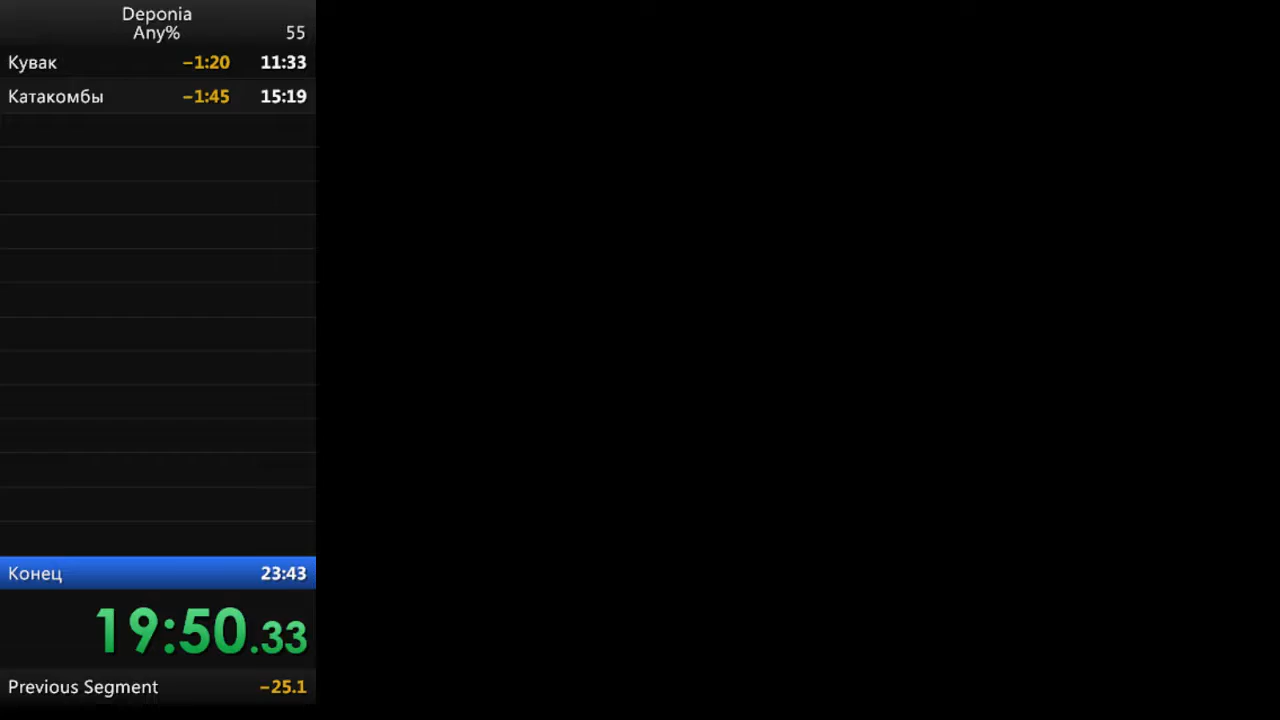 Deponia
Any% 55
Кувак −1:20 11:33
Катакомбы −1:45 15:19
Конец 23:43
19:50.33
Previous Segment −25.1